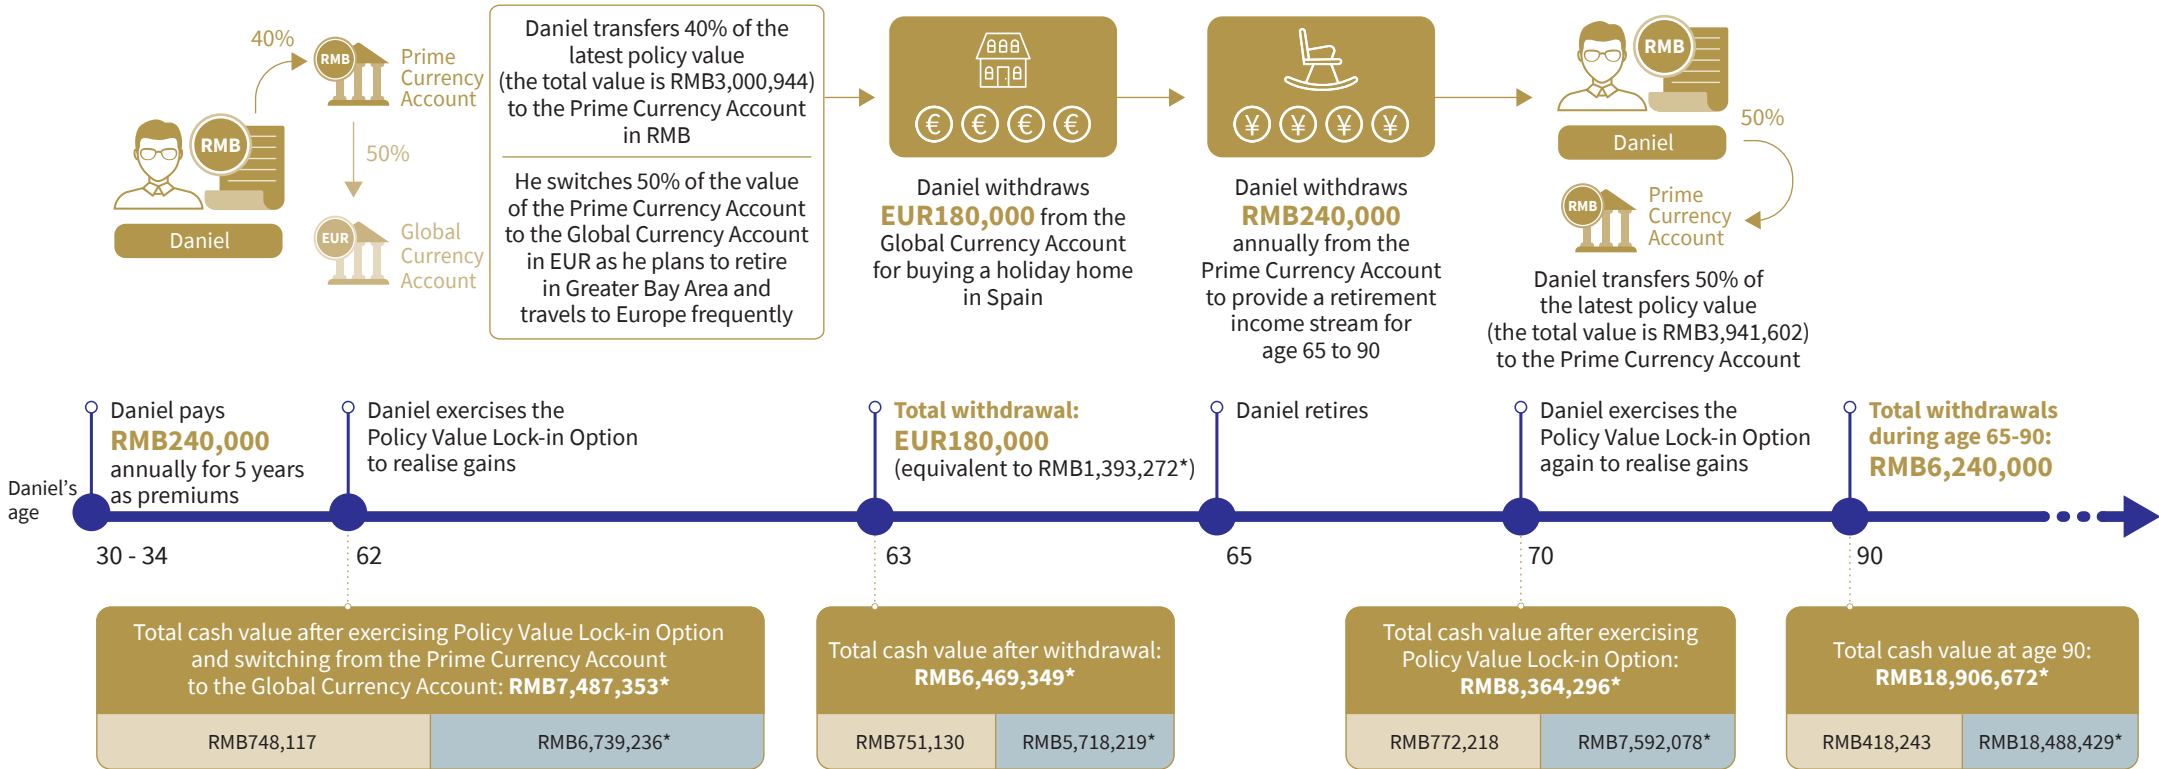 40%
RMB
Prime
Currency
Account
RMB
50%
EUR
Global
Currency
Account
Daniel
Daniel transfers 40% of the
latest policy value
(the total value is RMB3,000,944)
to the Prime Currency Account
in RMB
He switches 50% of the value
of the Prime Currency Account
to the Global Currency Account
in EUR as he plans to retire
in Greater Bay Area and
travels to Europe frequently
€ € € €
Daniel withdraws
EUR180,000 from the
Global Currency Account
for buying a holiday home
in Spain
¥ ¥ ¥ ¥
Daniel withdraws
RMB240,000
annually from the
Prime Currency Account
to provide a retirement
income stream for
age 65 to 90
RMB
Daniel
50%
RMB
Prime
Currency
Account
Daniel transfers 50% of
the latest policy value
(the total value is RMB3,941,602)
to the Prime Currency Account
Daniel pays
RMB240,000
annually for 5 years
as premiums
Daniel exercises the
Policy Value Lock-in Option
to realise gains
Total withdrawal:
EUR180,000
(equivalent to RMB1,393,272*)
Daniel retires
Daniel exercises the
Policy Value Lock-in Option
again to realise gains
Total withdrawals
during age 65-90:
RMB6,240,000
Daniel's
age
30 - 34
62
63
65
70
90
Total cash value after exercising Policy Value Lock-in Option
and switching from the Prime Currency Account
to the Global Currency Account: RMB7,487,353*
RMB748,117
RMB6,739,236*
Total cash value after withdrawal:
RMB6,469,349*
RMB751,130
RMB5,718,219*
Total cash value after exercising
Policy Value Lock-in Option:
RMB8,364,296*
RMB772,218
RMB7,592,078*
Total cash value at age 90:
RMB18,906,672*
RMB418,243
RMB18,488,429*